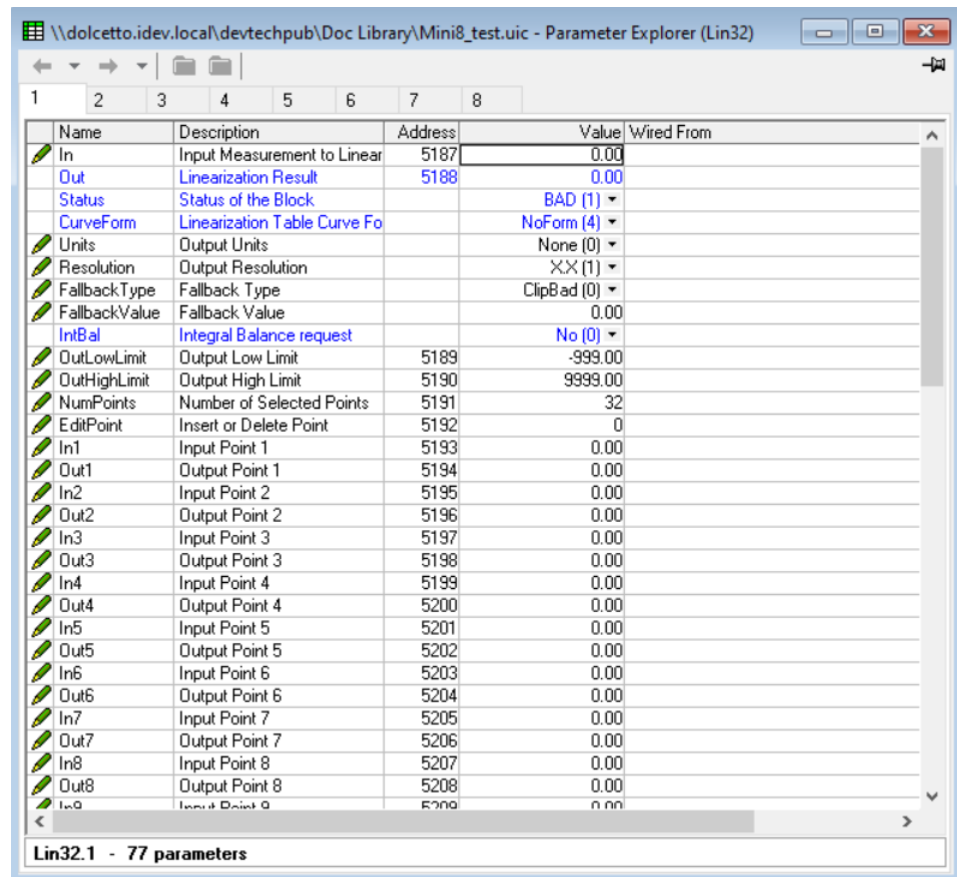 \\dolcetto.idev.local\devtechpub\Doc Library\Mini8_test.uic - Parameter Explorer (Lin32)
1 2 3 4 5 6 7 8
Name Description Address Value Wired From
In Input Measurement to Linear 5187 0.00
Out Linearization Result 5188 0.00
Status Status of the Block BAD (1)
CurveForm Linearization Table Curve Fo NoForm (4)
Units Output Units None (0)
Resolution Output Resolution X.X (1)
FallbackType Fallback Type ClipBad (0)
FallbackValue Fallback Value 0.00
IntBal Integral Balance request No (0)
OutLowLimit Output Low Limit 5189 -999.00
OutHighLimit Output High Limit 5190 9999.00
NumPoints Number of Selected Points 5191 32
EditPoint Insert or Delete Point 5192 0
In1 Input Point 1 5193 0.00
Out1 Output Point 1 5194 0.00
In2 Input Point 2 5195 0.00
Out2 Output Point 2 5196 0.00
In3 Input Point 3 5197 0.00
Out3 Output Point 3 5198 0.00
In4 Input Point 4 5199 0.00
Out4 Output Point 4 5200 0.00
In5 Input Point 5 5201 0.00
Out5 Output Point 5 5202 0.00
In6 Input Point 6 5203 0.00
Out6 Output Point 6 5204 0.00
In7 Input Point 7 5205 0.00
Out7 Output Point 7 5206 0.00
In8 Input Point 8 5207 0.00
Out8 Output Point 8 5208 0.00
In9 Input Point 9 5209 0.00
Lin32.1 - 77 parameters